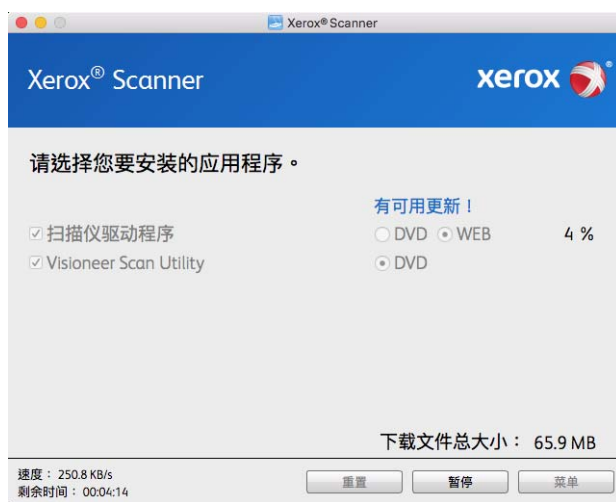 Xerox® Scanner
Xerox® Scanner
xerox
请选择您要安装的应用程序。
有可用更新！
扫描仪驱动程序 DVD WEB 4 %
Visioneer Scan Utility DVD
下载文件总大小： 65.9 MB
速度： 250.8 KB/s
剩余时间： 00:04:14
重置 暂停 菜单